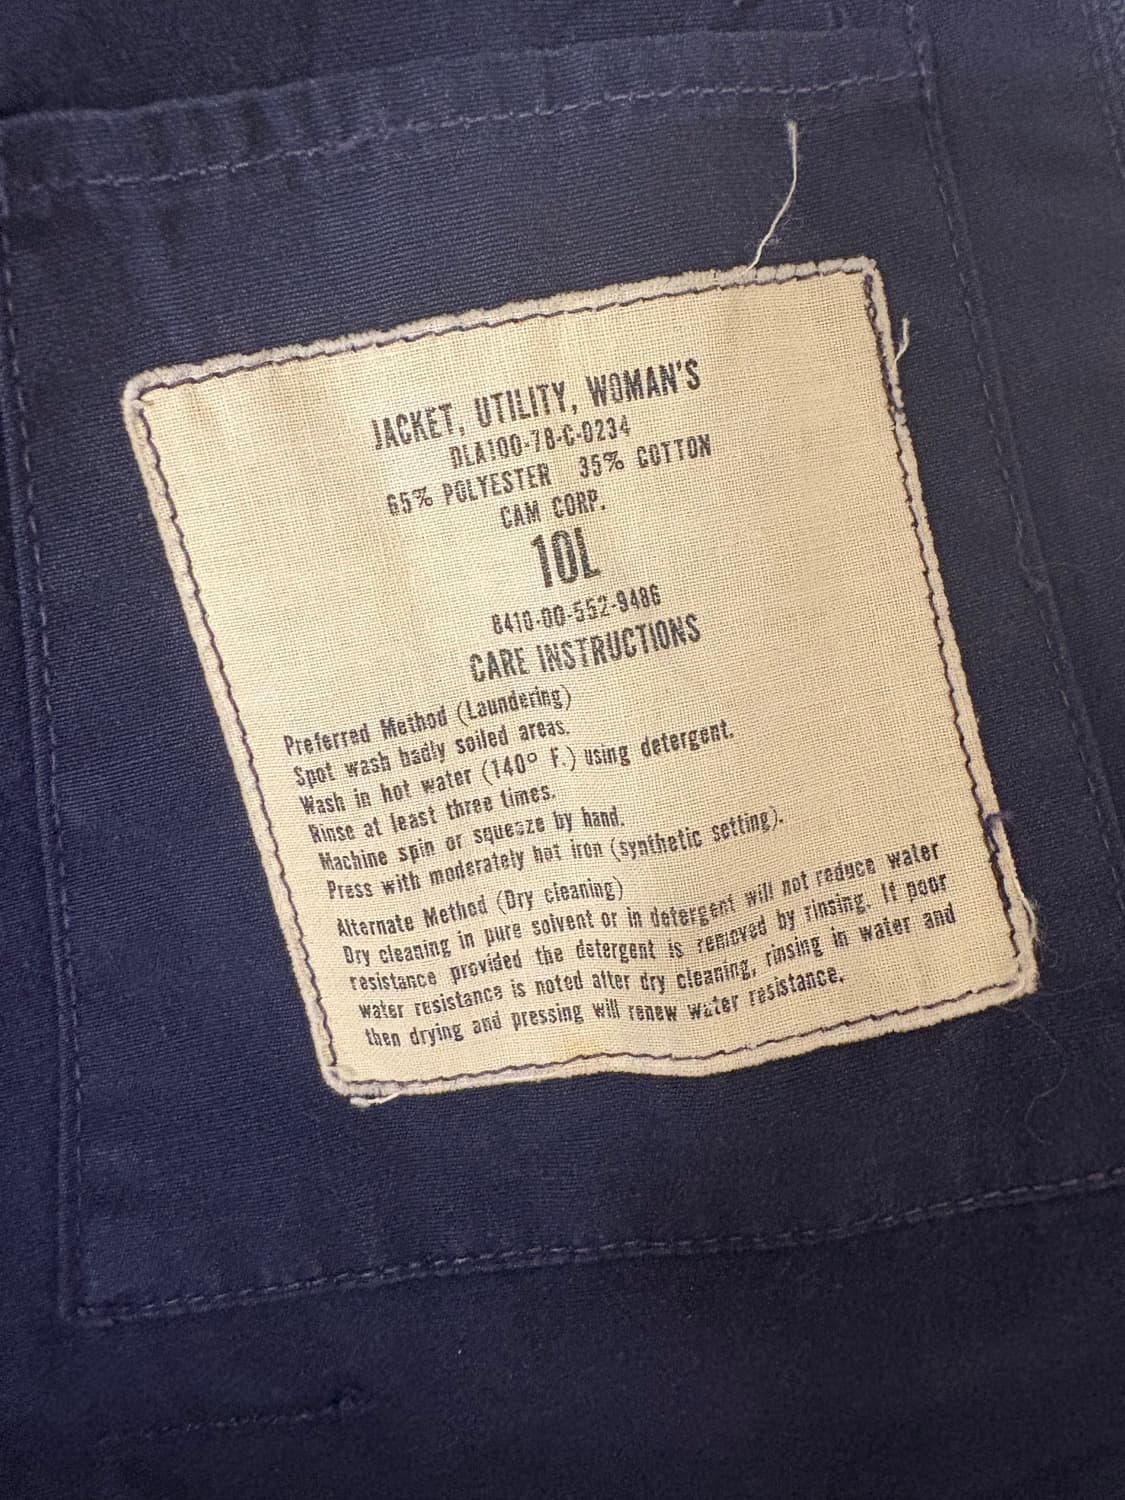 JACKET, UTILITY, WOMAN'S
DLA100-78-C-0234
65% POLYESTER 35% COTTON
CAM CORP.
10L
8410-00-552-9486
CARE INSTRUCTIONS
Preferred Method (Laundering)
Spot wash badly soiled areas.
Wash in hot water (140° F.) using detergent.
Rinse at least three times.
Machine spin or squeeze by hand.
Press with moderately hot iron (synthetic setting).
Alternate Method (Dry cleaning)
Dry cleaning in pure solvent or in detergent will not reduce water
resistance provided the detergent is removed by rinsing. If poor
water resistance is noted after dry cleaning, rinsing in water and
then drying and pressing will renew water resistance.